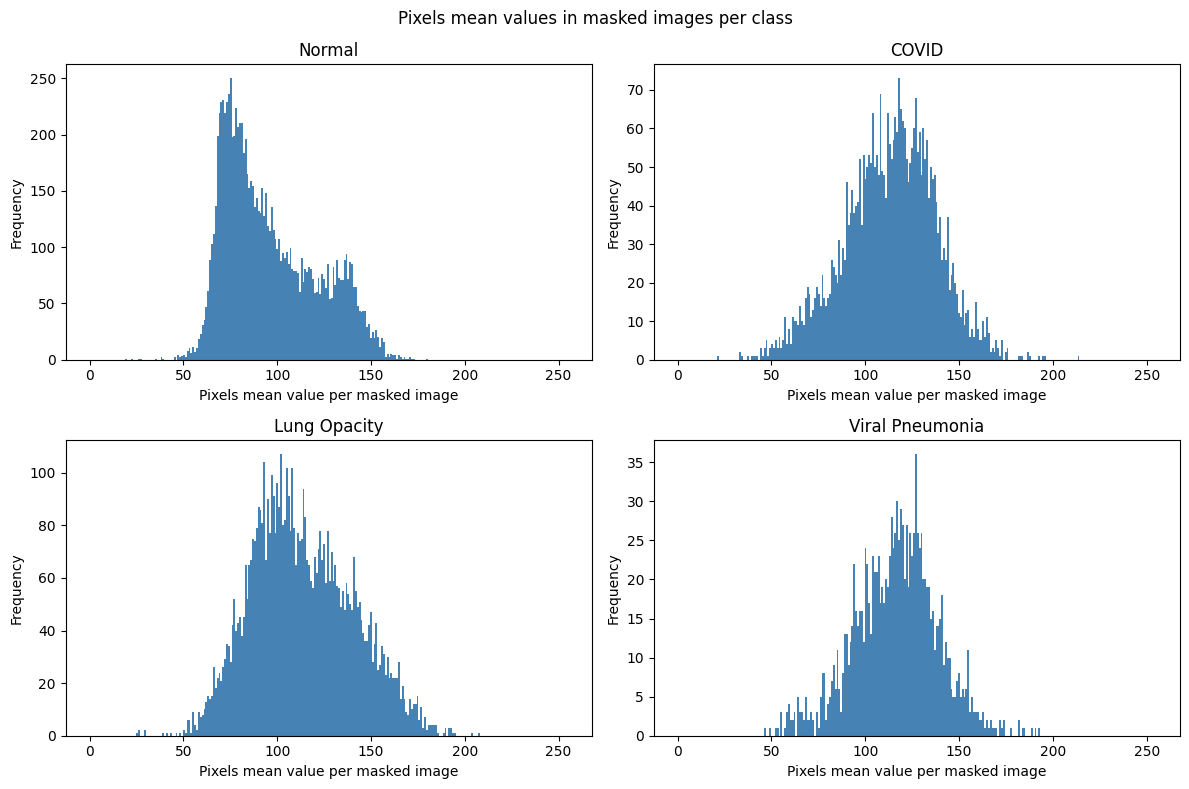 Pixels mean values in masked images per class
Normal
Frequency
250
200
150
100
50
0
0 50 100 150 200 250
Pixels mean value per masked image
COVID
Frequency
70
60
50
40
30
20
10
0
0 50 100 150 200 250
Pixels mean value per masked image
Lung Opacity
Frequency
100
80
60
40
20
0
0 50 100 150 200 250
Pixels mean value per masked image
Viral Pneumonia
Frequency
35
30
25
20
15
10
5
0
0 50 100 150 200 250
Pixels mean value per masked image